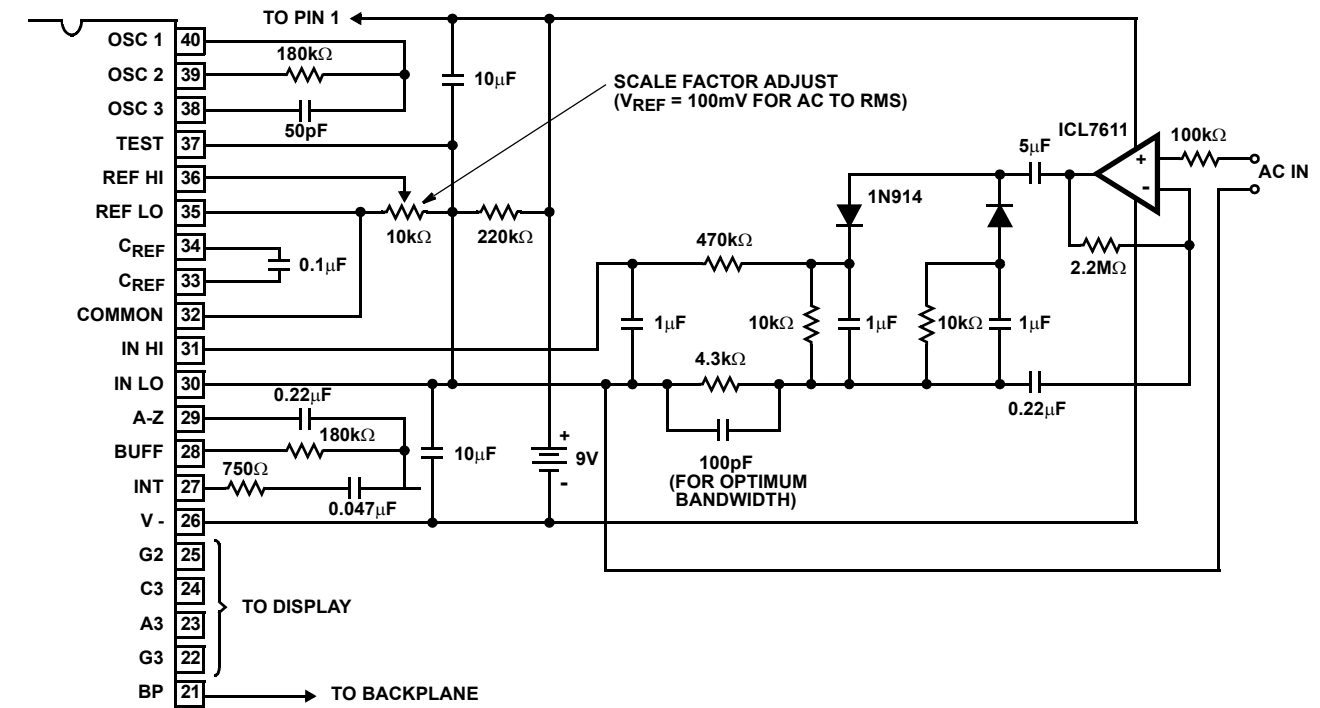 TO PIN 1
OSC 1 40
180kΩ
OSC 2 39
10μF
SCALE FACTOR ADJUST
(VREF = 100mV FOR AC TO RMS)
OSC 3 38
50pF
TEST 37
ICL7611
100kΩ
5μF
+
-
AC IN
REF HI 36
1N914
REF LO 35
10kΩ
220kΩ
470kΩ
2.2MΩ
CREF 34
0.1μF
CREF 33
COMMON 32
1μF
10kΩ
1μF
10kΩ
1μF
IN HI 31
4.3kΩ
IN LO 30
0.22μF
0.22μF
A-Z 29
180kΩ
BUFF 28
10μF
+
9V
-
100pF
(FOR OPTIMUM
BANDWIDTH)
750Ω
INT 27
0.047μF
V - 26
G2 25
C3 24
TO DISPLAY
A3 23
G3 22
BP 21
TO BACKPLANE